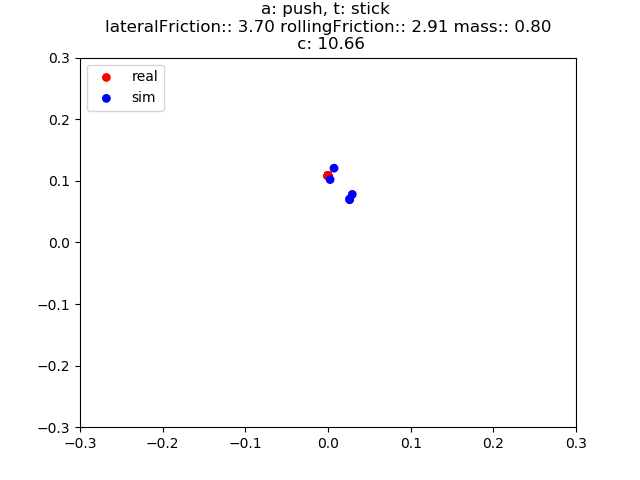 a: push, t: stick
lateralFriction:: 3.70 rollingFriction:: 2.91 mass:: 0.80
c: 10.66
real
sim
0.3
0.2
0.1
0.0
−0.1
−0.2
−0.3
−0.3 −0.2 −0.1 0.0 0.1 0.2 0.3